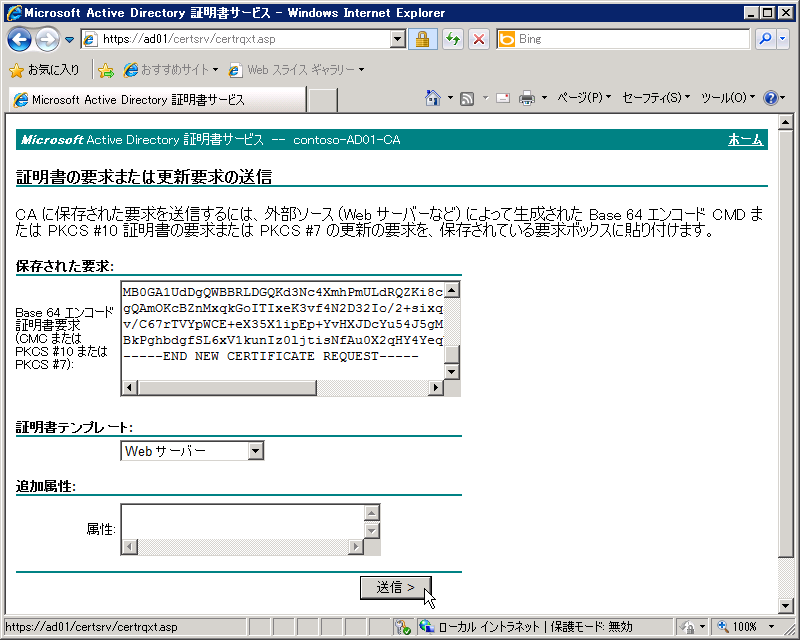 Microsoft Active Directory 証明書サービス - Windows Internet Explorer
https://ad01/certsrv/certrqxt.asp
Bing
お気に入り おすすめサイト Web スライス ギャラリー
Microsoft Active Directory 証明書サービス ページ(P) セーフティ(S) ツール(O)
Microsoft Active Directory 証明書サービス -- contoso-AD01-CA ホーム
証明書の要求または更新要求の送信
CA に保存された要求を送信するには、外部ソース (Web サーバーなど) によって生成された Base 64 エンコード CMD ま
たは PKCS #10 証明書の要求または PKCS #7 の更新の要求を、保存されている要求ボックスに貼り付けます。
保存された要求:
Base 64 エンコード
証明書要求
(CMC または
PKCS #10 または
PKCS #7):
MB0GA1UdDgQWBBRLDGQKd3Nc4XmhPmULdRQZKi8c
gQAmOKcBZnMxqkGoITIxeK3vf4N2D32Io/2+sixq
v/C67rTVYpWCE+eX35X1ipEp+YvHXJDcYu54J5gM
BkPghbdgfSL6xV1kunIz0ljtisNfAu0X2qHY4Yeq
-----END NEW CERTIFICATE REQUEST-----
証明書テンプレート:
Web サーバー
追加属性:
属性:
送信 >
https://ad01/certsrv/certrqxt.asp ローカル イントラネット | 保護モード: 無効 100%